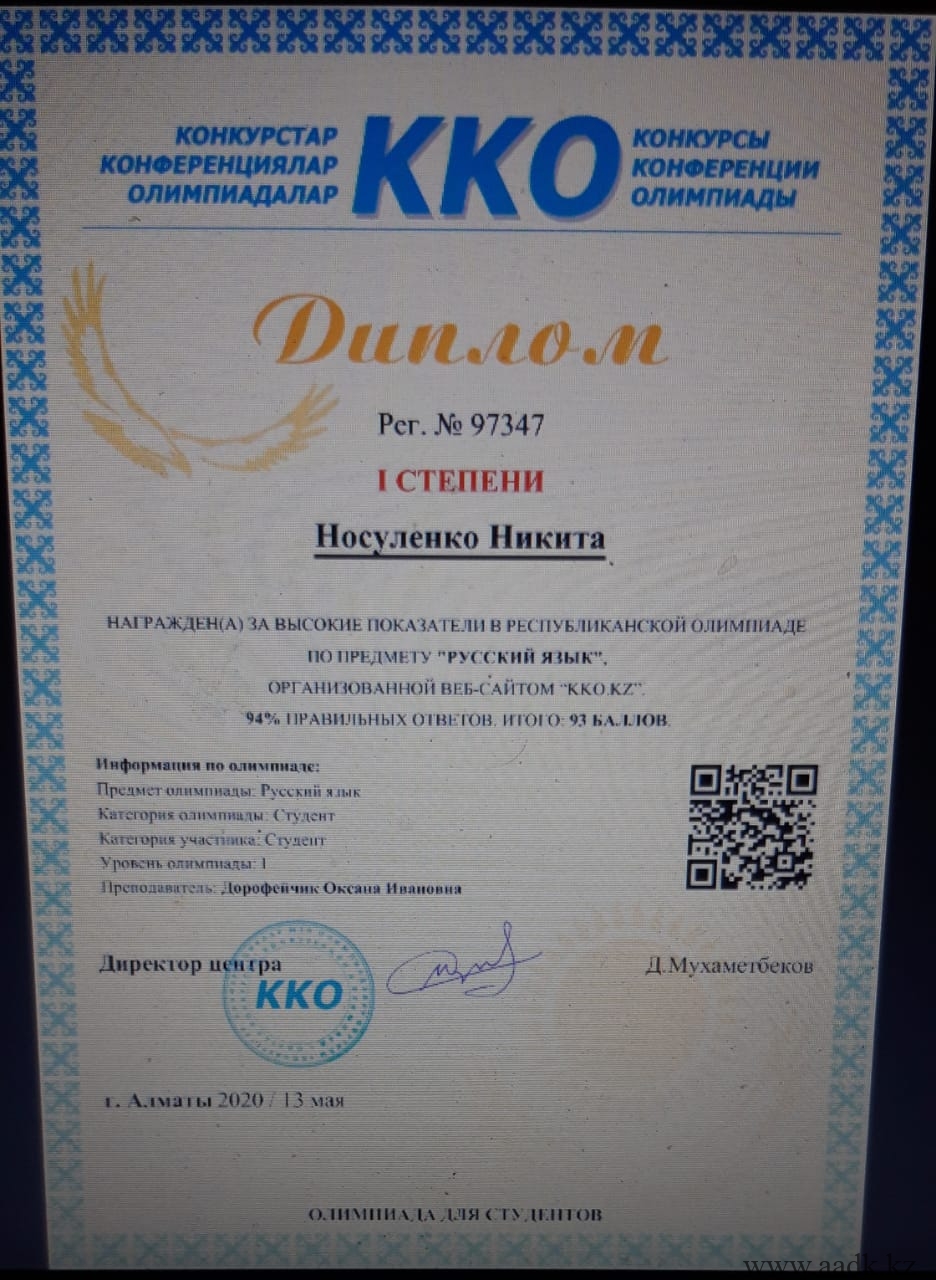 КОНКУРСТАР
КОНФЕРЕНЦИЯЛАР
ОЛИМПИАДАЛАР
ККО
КОНКУРСЫ
КОНФЕРЕНЦИИ
ОЛИМПИАДЫ
Диплом
Рег. № 97347
I СТЕПЕНИ
Носуленко Никита
НАГРАЖДЕН(А) ЗА ВЫСОКИЕ ПОКАЗАТЕЛИ В РЕСПУБЛИКАНСКОЙ ОЛИМПИАДЕ
ПО ПРЕДМЕТУ "РУССКИЙ ЯЗЫК",
ОРГАНИЗОВАННОЙ ВЕБ-САЙТОМ "KKO.KZ".
94% ПРАВИЛЬНЫХ ОТВЕТОВ. ИТОГО: 93 БАЛЛОВ.
Информация по олимпиаде:
Предмет олимпиады: Русский язык
Категория олимпиады: Студент
Категория участника: Студент
Уровень олимпиады: 1
Преподаватель: Дорофейчик Оксана Ивановна
Директор центра
ККО
Д.Мухаметбеков
г. Алматы 2020 / 13 мая
ОЛИМПИАДА ДЛЯ СТУДЕНТОВ
www.aadk.kz